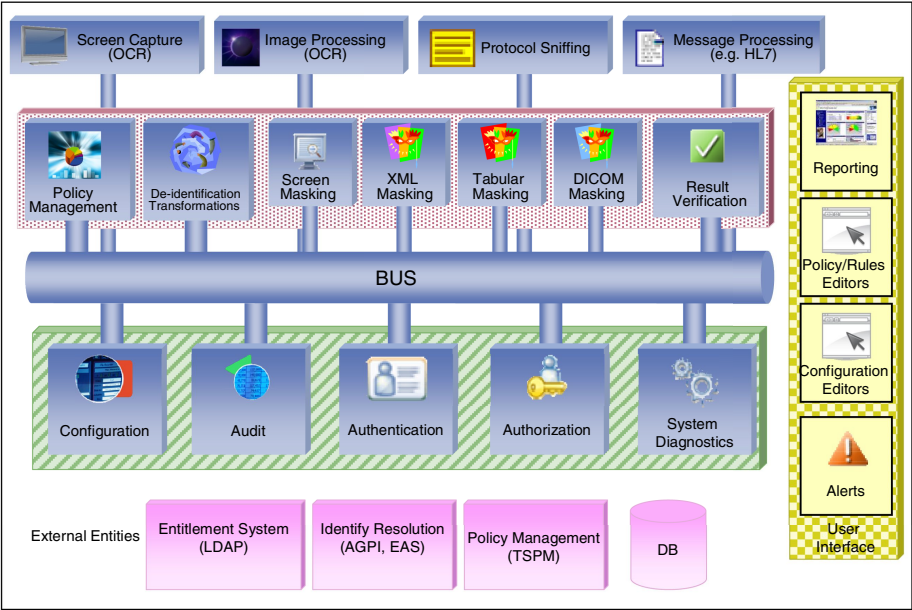 Screen Capture
(OCR)
Image Processing
(OCR)
Protocol Sniffing
Message Processing
(e.g. HL7)
Policy
Management
De-identification
Transformations
Screen
Masking
XML
Masking
Tabular
Masking
DICOM
Masking
Result
Verification
BUS
Configuration
Audit
Authentication
Authorization
System
Diagnostics
Reporting
Policy/Rules
Editors
Configuration
Editors
Alerts
User
Interface
External Entities
Entitlement System
(LDAP)
Identify Resolution
(AGPI, EAS)
Policy Management
(TSPM)
DB